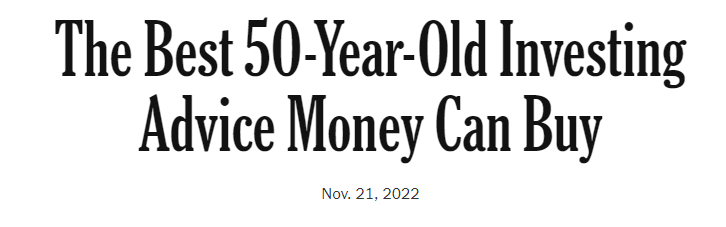 The Best 50-Year-Old Investing
Advice Money Can Buy
Nov. 21, 2022